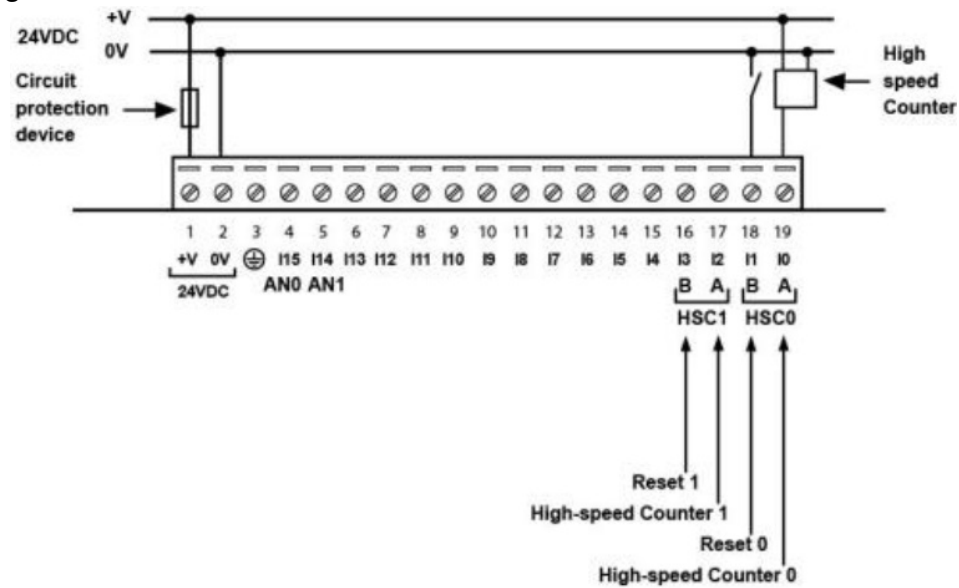 +V
24VDC
0V
Circuit
protection
device
High
speed
Counter
1 2 3 4 5 6 7 8 9 10 11 12 13 14 15 16 17 18 19
+V 0V I15 I14 I13 I12 I11 I10 I9 I8 I7 I6 I5 I4 I3 I2 I1 I0
24VDC AN0 AN1 B A B A
HSC1 HSC0
Reset 1
High-speed Counter 1
Reset 0
High-speed Counter 0